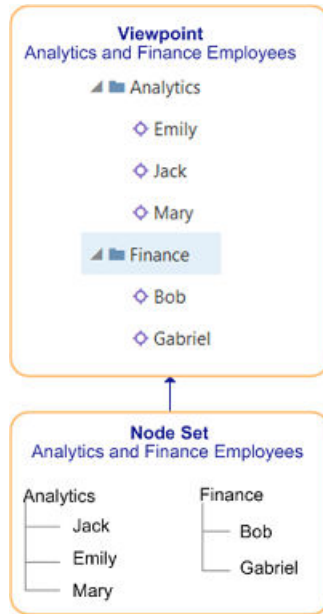 Viewpoint
Analytics and Finance Employees
Analytics
Emily
Jack
Mary
Finance
Bob
Gabriel
Node Set
Analytics and Finance Employees
Analytics
Jack
Emily
Mary
Finance
Bob
Gabriel